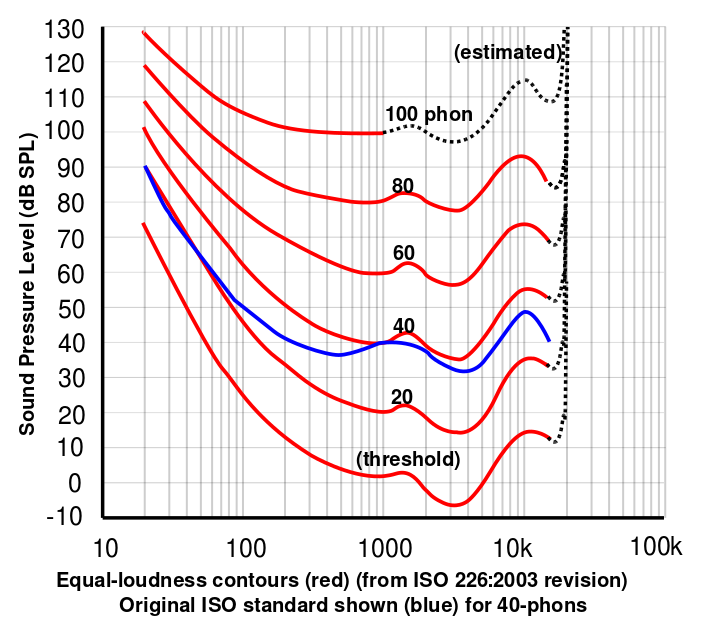 130
120
(estimated)
110
100 phon
100
90
80
80
70
60
60
50
40
40
30
20
20
10
(threshold)
0
-10
Sound Pressure Level (dB SPL)
10 100 1000 10k 100k
Equal-loudness contours (red) (from ISO 226:2003 revision)
Original ISO standard shown (blue) for 40-phons